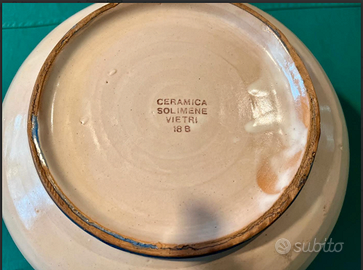 CERAMICA
SOLIMENE
VIETRI
18 B
subito